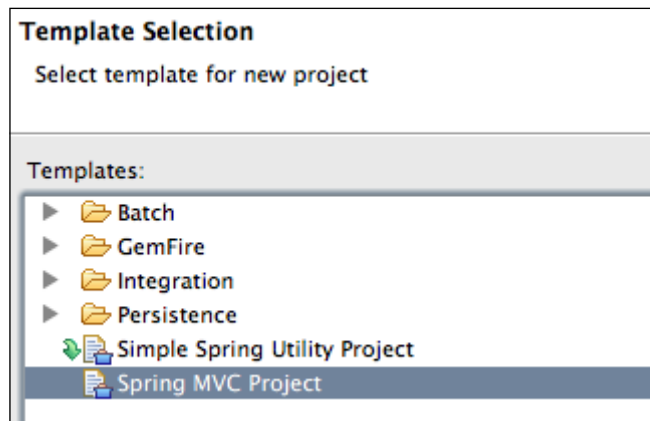 Template Selection
Select template for new project
Templates:
Batch
GemFire
Integration
Persistence
Simple Spring Utility Project
Spring MVC Project